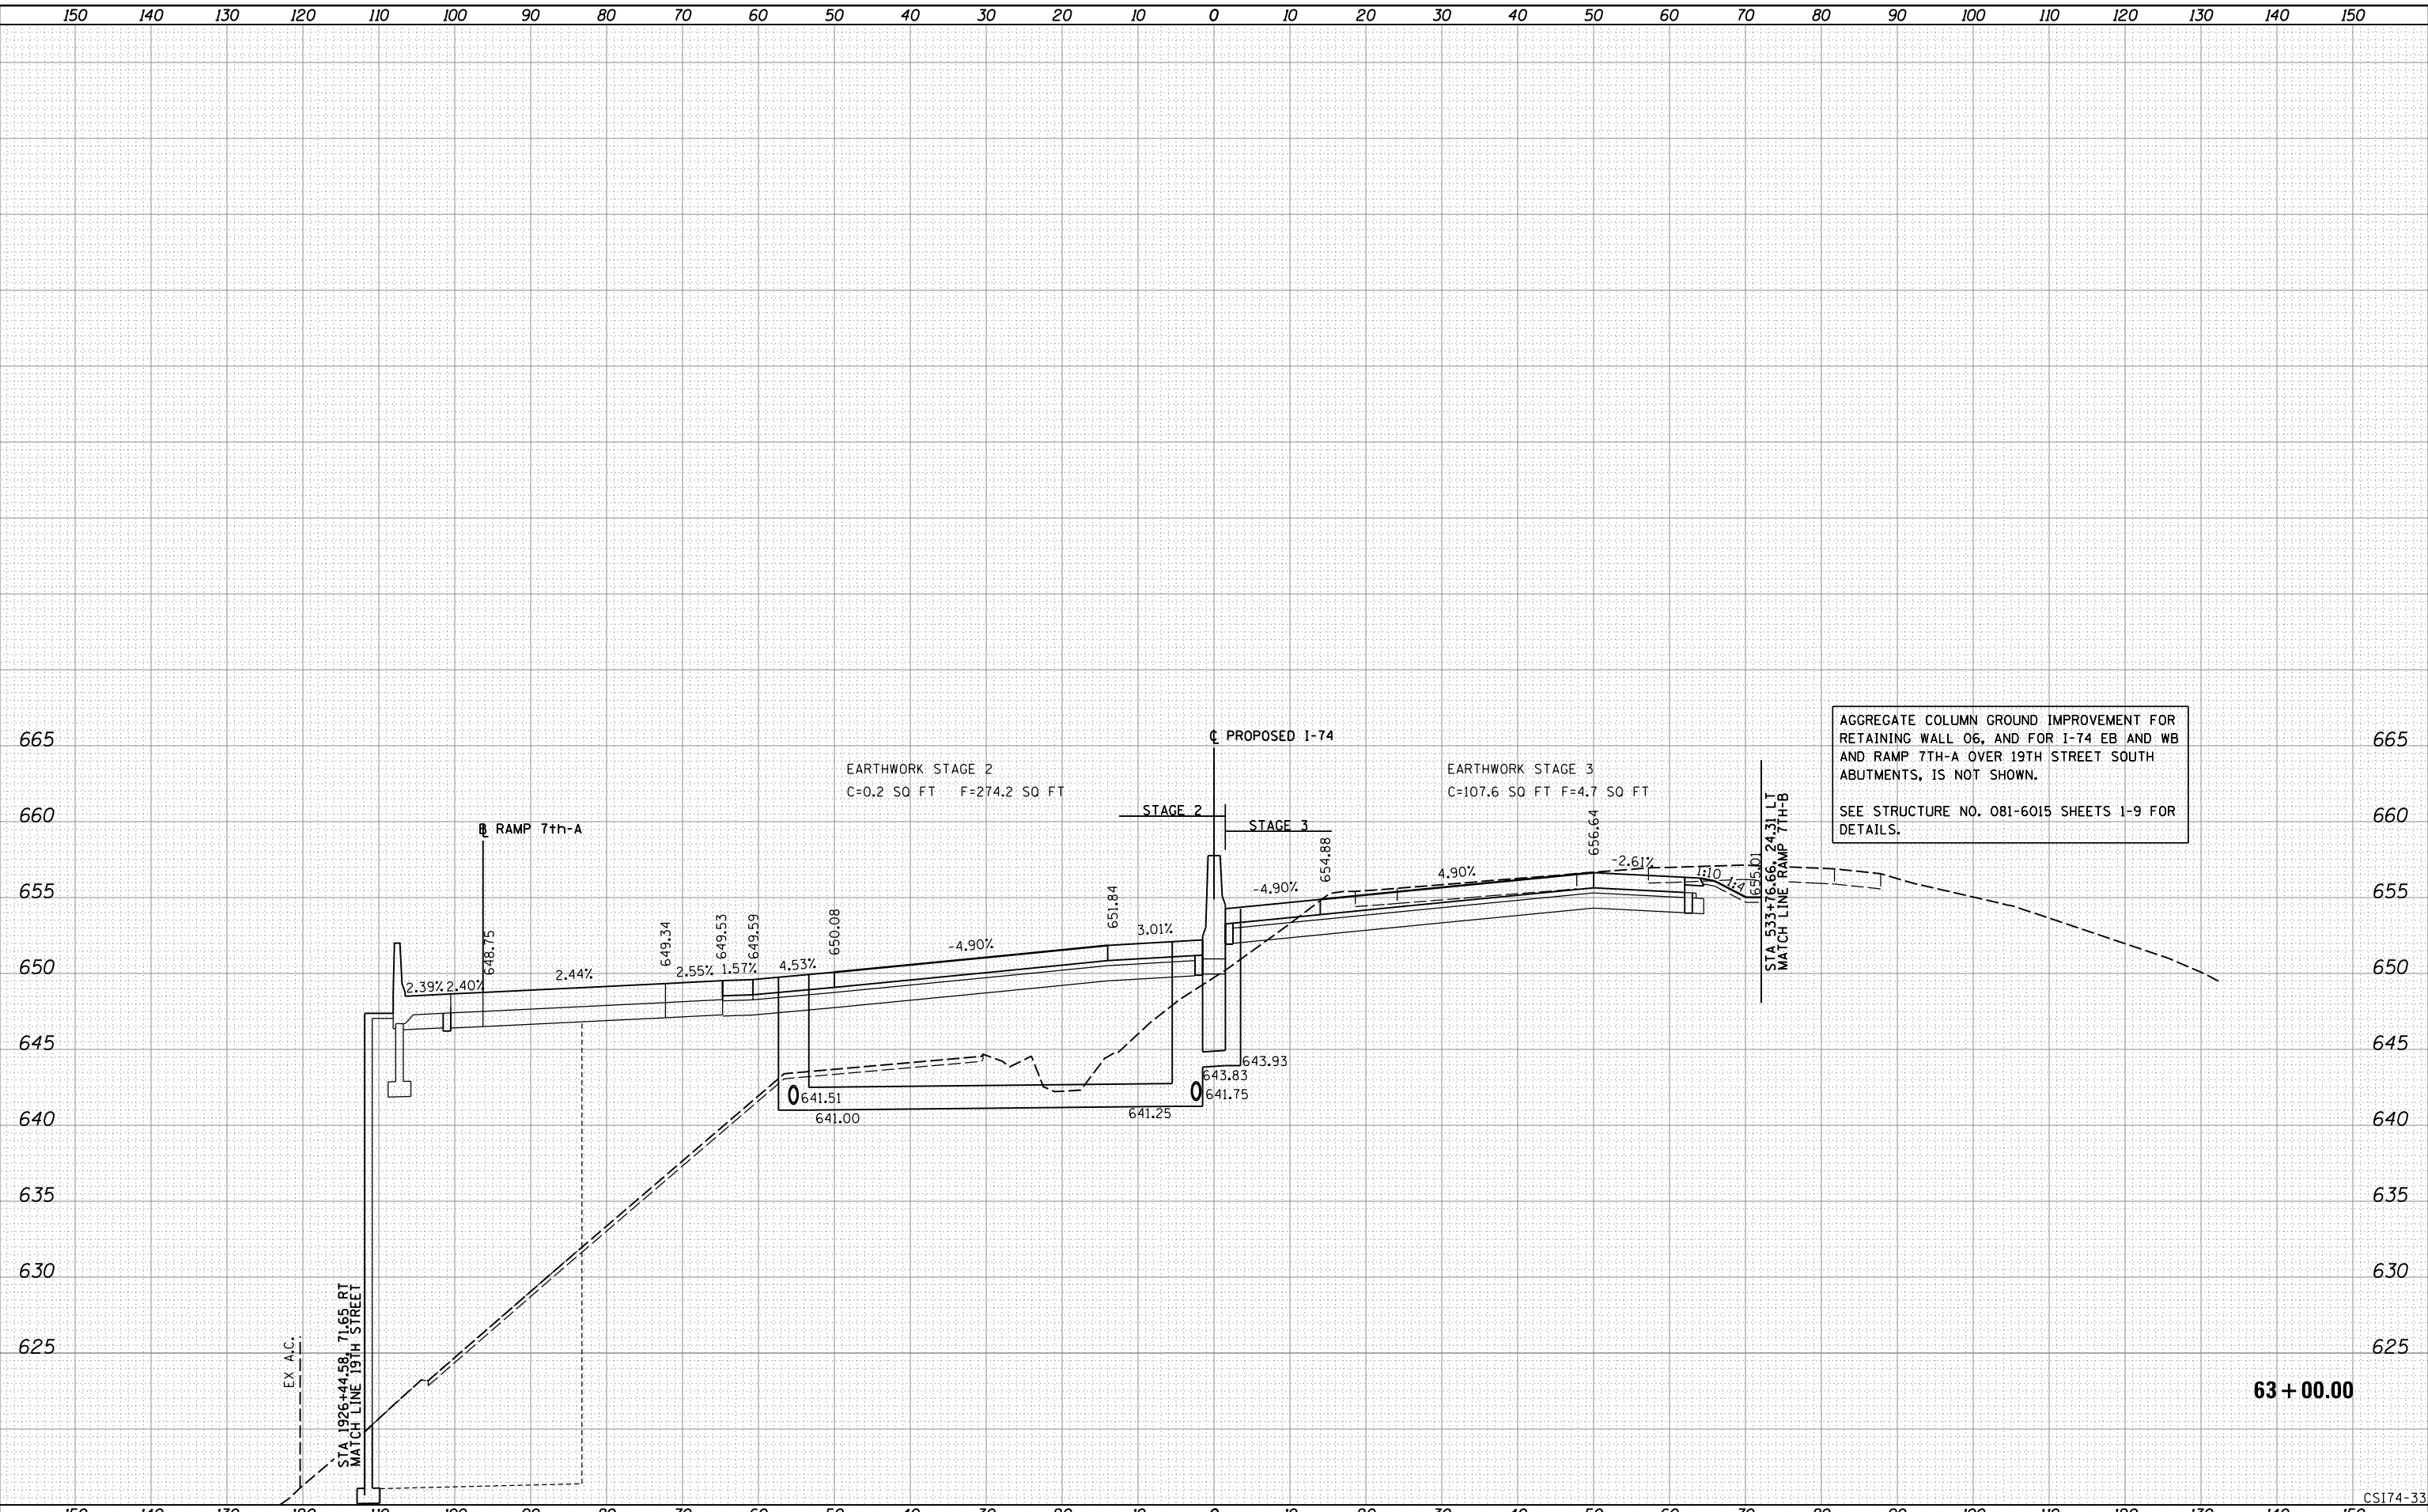 150 140 130 120 110 100 90 80 70 60 50 40 30 20 10 0 10 20 30 40 50 60 70 80 90 100 110 120 130 140 150
665 665
℄ PROPOSED I-74
AGGREGATE COLUMN GROUND IMPROVEMENT FOR
RETAINING WALL 06, AND FOR I-74 EB AND WB
AND RAMP 7TH-A OVER 19TH STREET SOUTH
ABUTMENTS, IS NOT SHOWN.
SEE STRUCTURE NO. 081-6015 SHEETS 1-9 FOR
DETAILS.
EARTHWORK STAGE 2
C=0.2 SQ FT F=274.2 SQ FT
EARTHWORK STAGE 3
C=107.6 SQ FT F=4.7 SQ FT
STAGE 2
STAGE 3
660 660
RAMP 7th-A
656.64
654.88
-2.61%
4.90%
-4.90%
1:10
1:4
655.01
STA 533+76.66, 24.31 LT
MATCH LINE RAMP 7TH-B
655 655
651.84
3.01%
650.08
-4.90%
649.59
649.53
649.34
648.75
4.53%
1.57%
2.55%
2.44%
2.40%
2.39%
650 650
645 645
643.93
643.83
641.75
641.51
641.25
641.00
640 640
635 635
630 630
625 625
EX A.C.
STA 1926+44.58, 71.65 RT
MATCH LINE 19TH STREET
63+00.00
CSI74-33